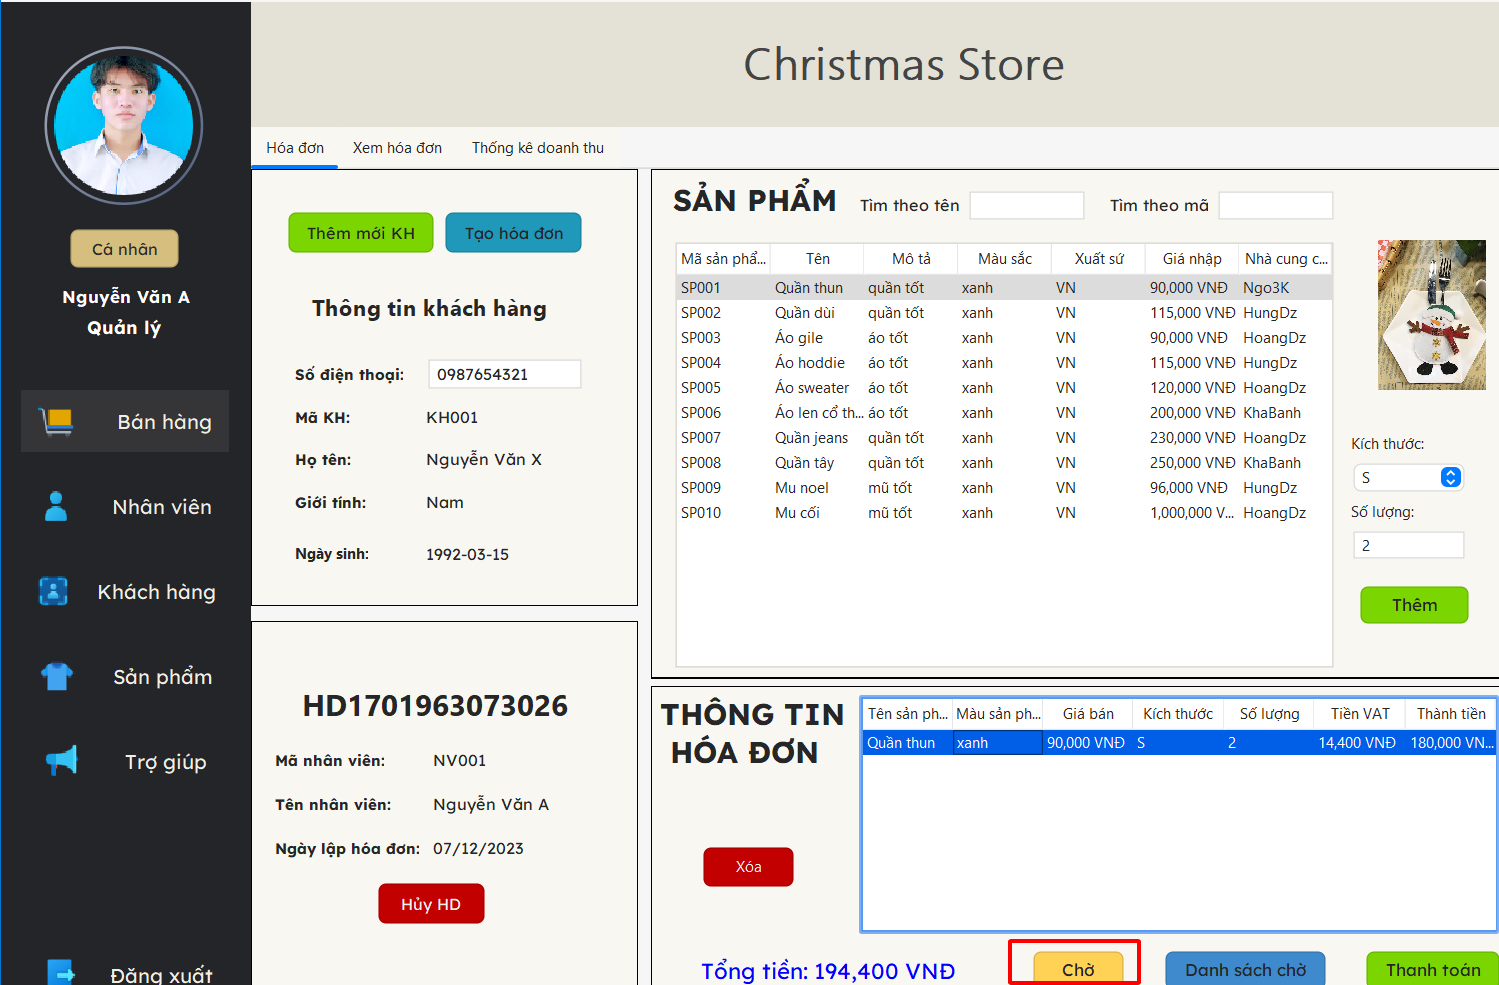 Christmas Store
Hóa đơn Xem hóa đơn Thống kê doanh thu
Cá nhân
Nguyễn Văn A
Quản lý
Bán hàng
Nhân viên
Khách hàng
Sản phẩm
Trợ giúp
Đăng xuất
Thêm mới KH Tạo hóa đơn
Thông tin khách hàng
Số điện thoại: 0987654321
Mã KH: KH001
Họ tên: Nguyễn Văn X
Giới tính: Nam
Ngày sinh: 1992-03-15
HD1701963073026
Mã nhân viên: NV001
Tên nhân viên: Nguyễn Văn A
Ngày lập hóa đơn: 07/12/2023
Hủy HD
SẢN PHẨM Tìm theo tên Tìm theo mã
Mã sản phẩ... Tên Mô tả Màu sắc Xuất sứ Giá nhập Nhà cung c...
SP001 Quần thun quần tốt xanh VN 90,000 VNĐ Ngo3K
SP002 Quần dùi quần tốt xanh VN 115,000 VNĐ HungDz
SP003 Áo gile áo tốt xanh VN 90,000 VNĐ HoangDz
SP004 Áo hoddie áo tốt xanh VN 115,000 VNĐ HungDz
SP005 Áo sweater áo tốt xanh VN 120,000 VNĐ HoangDz
SP006 Áo len cổ th... áo tốt xanh VN 200,000 VNĐ KhaBanh
SP007 Quần jeans quần tốt xanh VN 230,000 VNĐ HoangDz
SP008 Quần tây quần tốt xanh VN 250,000 VNĐ KhaBanh
SP009 Mu noel mũ tốt xanh VN 96,000 VNĐ HungDz
SP010 Mu cối mũ tốt xanh VN 1,000,000 V... HoangDz
Kích thước:
S
Số lượng:
2
Thêm
THÔNG TIN
HÓA ĐƠN
Tên sản ph... Màu sản ph... Giá bán Kích thước Số lượng Tiền VAT Thành tiền
Quần thun xanh 90,000 VNĐ S 2 14,400 VNĐ 180,000 VN...
Xóa
Tổng tiền: 194,400 VNĐ Chờ Danh sách chờ Thanh toán